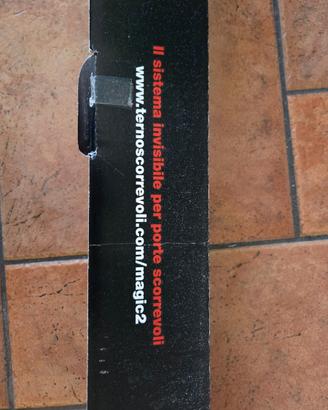 Il sistema invisibile per porte scorrevoli
www.ternoscorrevoli.com/magic2